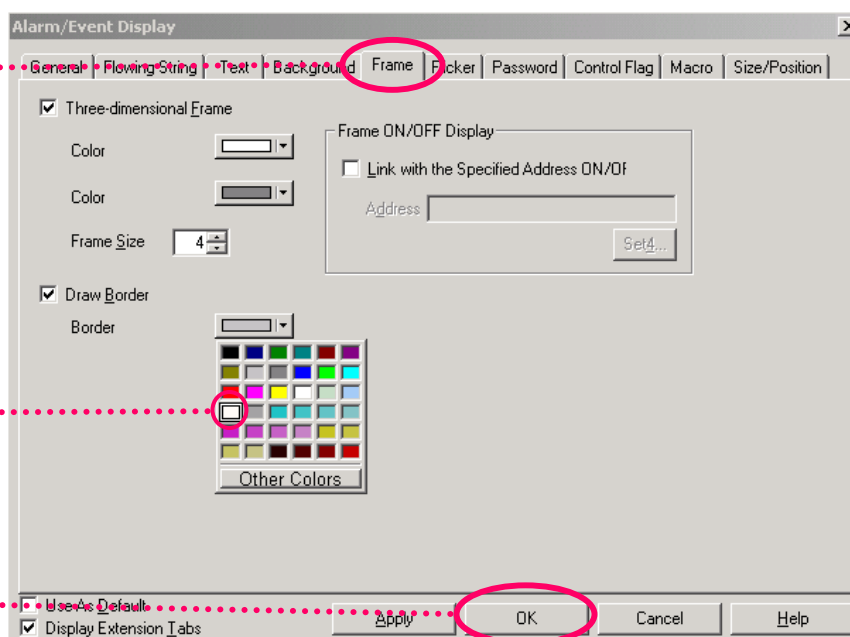 Alarm/Event Display
General Flowing String Text Background Frame Flicker Password Control Flag Macro Size/Position
Three-dimensional Frame
Color
Color
Frame Size 4
Frame ON/OFF Display
Link with the Specified Address ON/OF
Address
Set4...
Draw Border
Border
Other Colors
Use As Default
Display Extension Tabs
Apply OK Cancel Help